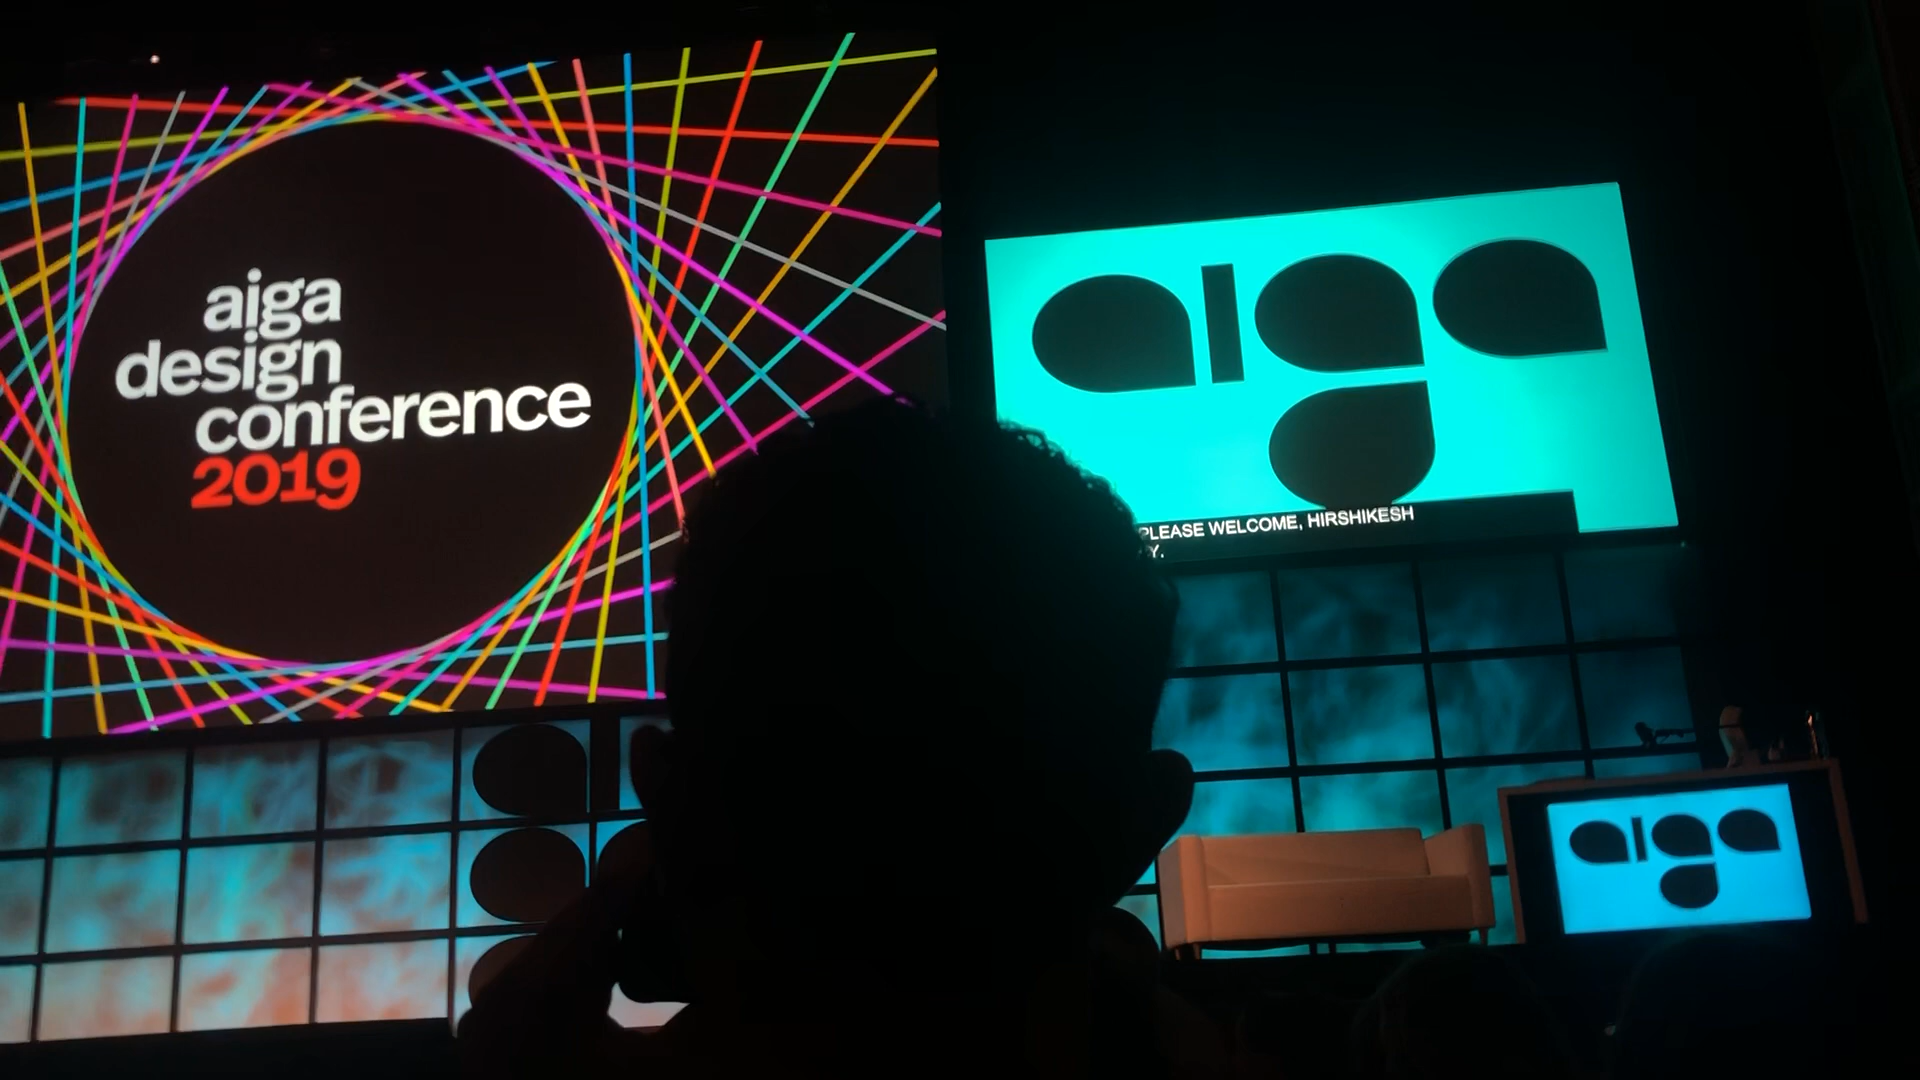 aiga
design
conference
2019
aiga
PLEASE WELCOME, HIRSHIKESH
Y.
aiga